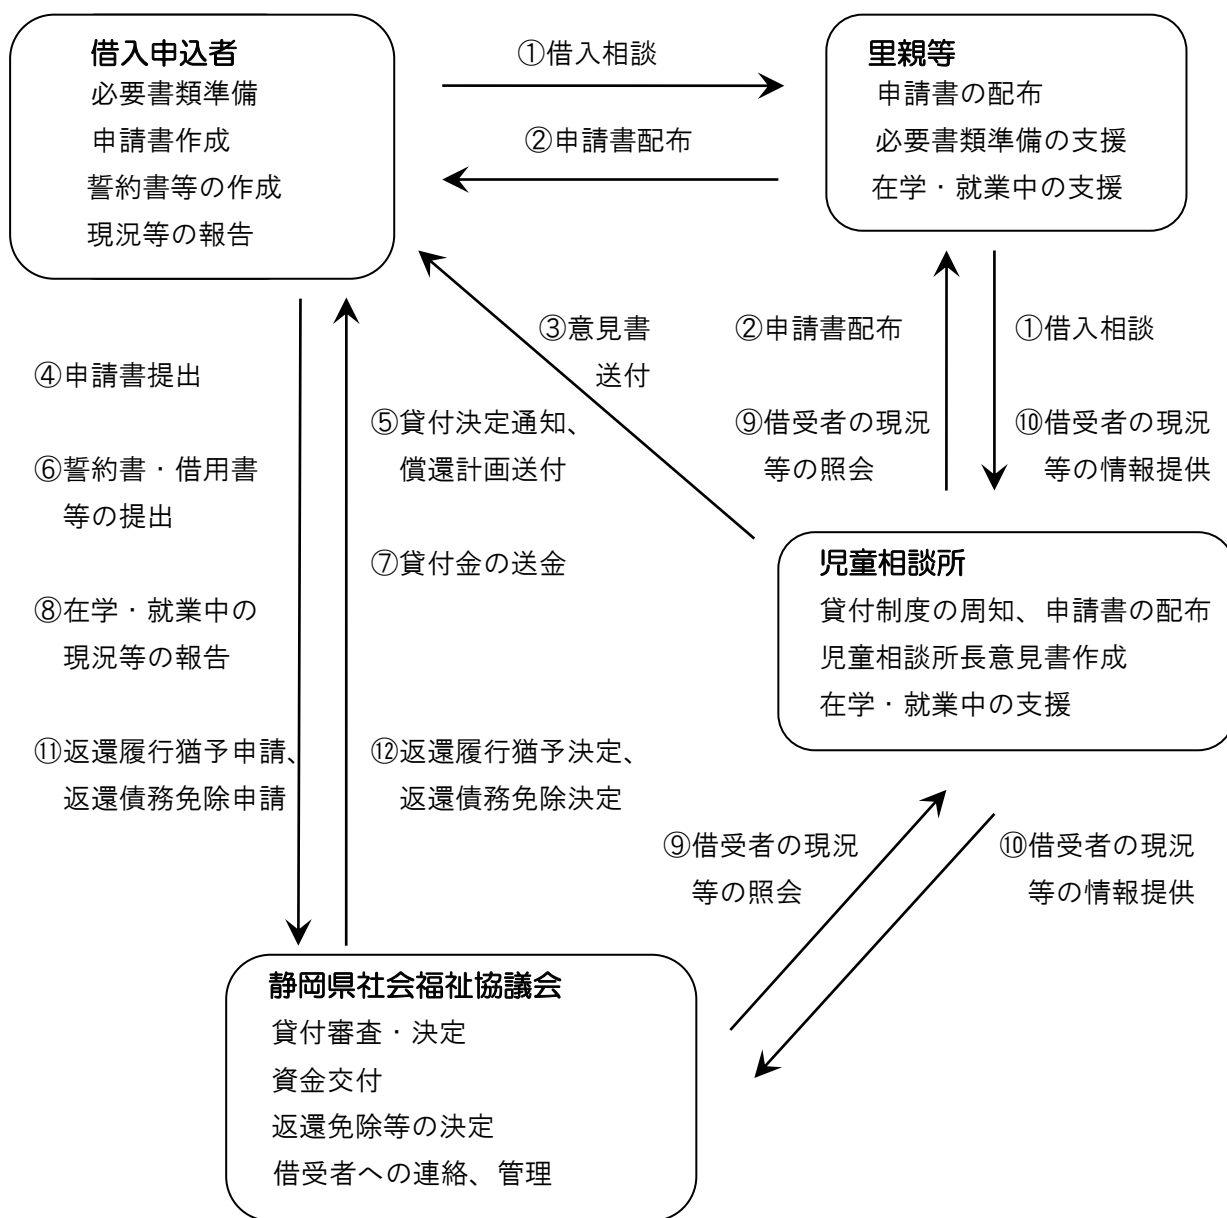 借入申込者
必要書類準備
申請書作成
誓約書等の作成
現況等の報告
①借入相談
②申請書配布
里親等
申請書の配布
必要書類準備の支援
在学・就業中の支援
③意見書
送付
②申請書配布
⑨借受者の現況
等の照会
①借入相談
⑩借受者の現況
等の情報提供
④申請書提出
⑥誓約書・借用書
等の提出
⑧在学・就業中の
現況等の報告
⑪返還履行猶予申請、
返還債務免除申請
⑤貸付決定通知、
償還計画送付
⑦貸付金の送金
⑫返還履行猶予決定、
返還債務免除決定
児童相談所
貸付制度の周知、申請書の配布
児童相談所長意見書作成
在学・就業中の支援
⑨借受者の現況
等の照会
⑩借受者の現況
等の情報提供
静岡県社会福祉協議会
貸付審査・決定
資金交付
返還免除等の決定
借受者への連絡、管理